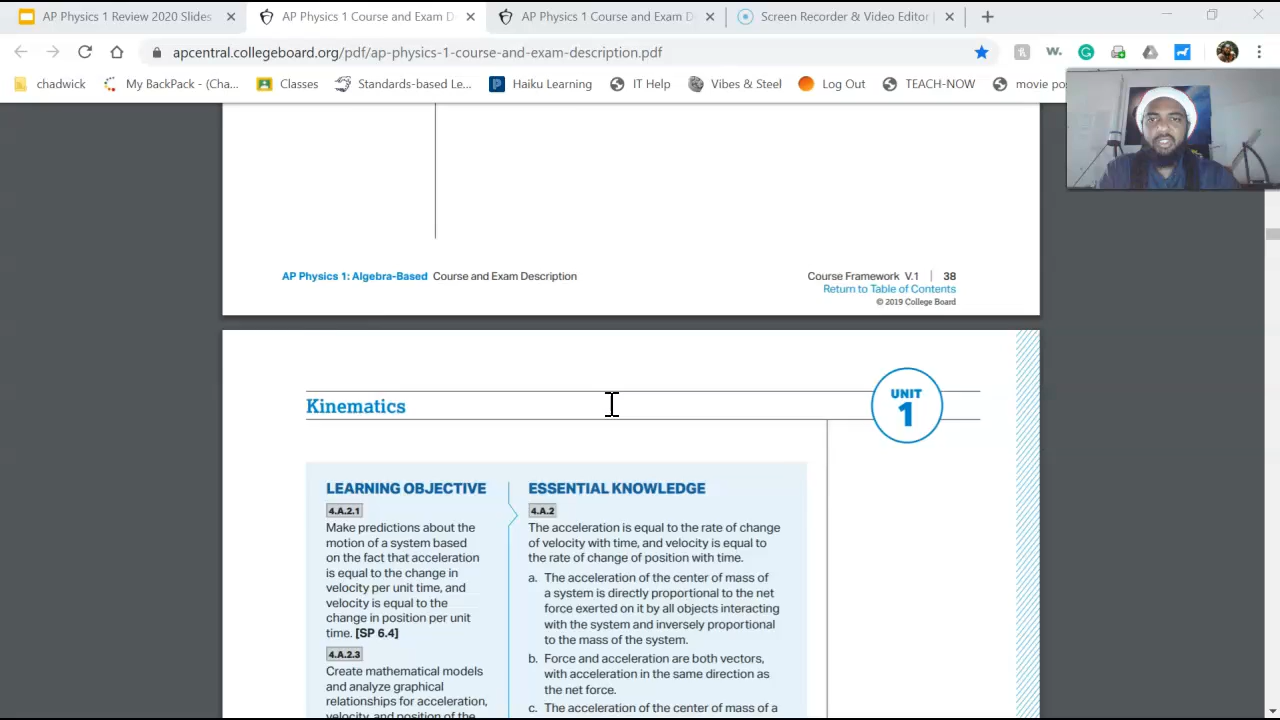 AP Physics 1 Review 2020 Slides
AP Physics 1 Course and Exam D
AP Physics 1 Course and Exam D
Screen Recorder & Video Editor
apcentral.collegeboard.org/pdf/ap-physics-1-course-and-exam-description.pdf
chadwick
My BackPack - (Cha...
Classes
Standards-based Le...
Haiku Learning
IT Help
Vibes & Steel
Log Out
TEACH-NOW
movie po
AP Physics 1: Algebra-Based Course and Exam Description
Course Framework V.1 | 38
Return to Table of Contents
© 2019 College Board
Kinematics
UNIT
1
LEARNING OBJECTIVE
4.A.2.1
Make predictions about the
motion of a system based
on the fact that acceleration
is equal to the change in
velocity per unit time, and
velocity is equal to the
change in position per unit
time. [SP 6.4]
4.A.2.3
Create mathematical models
and analyze graphical
relationships for acceleration,
velocity, and position of the
ESSENTIAL KNOWLEDGE
4.A.2
The acceleration is equal to the rate of change
of velocity with time, and velocity is equal to
the rate of change of position with time.
a. The acceleration of the center of mass of
a system is directly proportional to the net
force exerted on it by all objects interacting
with the system and inversely proportional
to the mass of the system.
b. Force and acceleration are both vectors,
with acceleration in the same direction as
the net force.
c. The acceleration of the center of mass of a